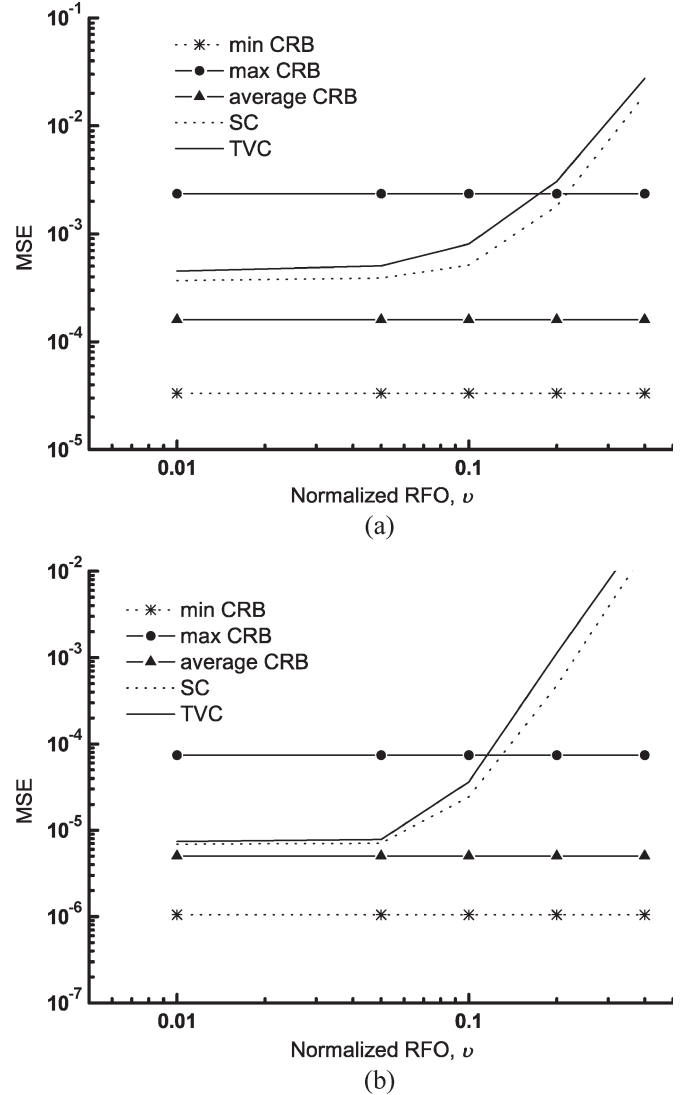 10^-1
min CRB
max CRB
average CRB
SC
TVC
10^-2
10^-3
10^-4
10^-5
MSE
0.01
0.1
Normalized RFO, υ
(a)
10^-2
min CRB
max CRB
average CRB
SC
TVC
10^-3
10^-4
10^-5
10^-6
10^-7
MSE
0.01
0.1
Normalized RFO, υ
(b)